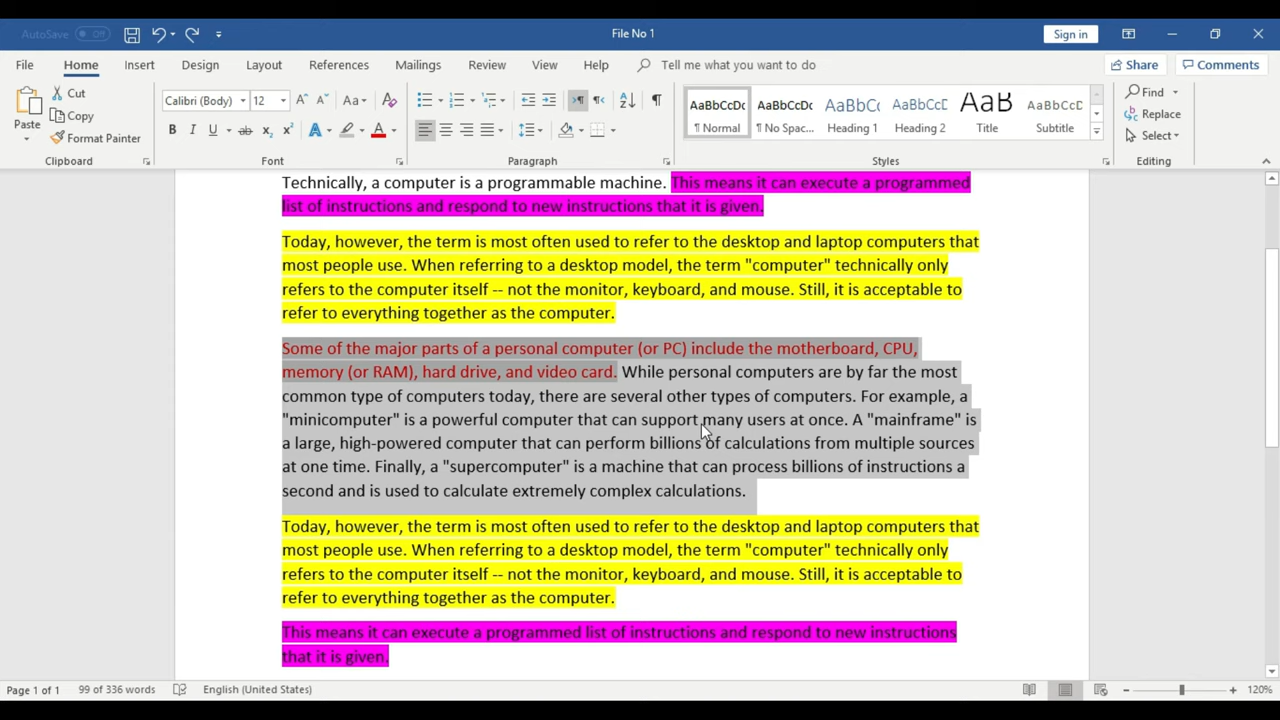 AutoSave Off File No 1 Sign in
File Home Insert Design Layout References Mailings Review View Help Tell me what you want to do Share Comments
Paste Cut Copy Format Painter
Clipboard
Calibri (Body) 12 Aa
B I U ab x₂ x² A A
Font
Paragraph
AaBbCcDc AaBbCcDc AaBbCc AaBbCcD AaB AaBbCcD
¶ Normal ¶ No Spac... Heading 1 Heading 2 Title Subtitle
Styles
Find
Replace
Select
Editing
Technically, a computer is a programmable machine. This means it can execute a programmed
list of instructions and respond to new instructions that it is given.
Today, however, the term is most often used to refer to the desktop and laptop computers that
most people use. When referring to a desktop model, the term "computer" technically only
refers to the computer itself -- not the monitor, keyboard, and mouse. Still, it is acceptable to
refer to everything together as the computer.
Some of the major parts of a personal computer (or PC) include the motherboard, CPU,
memory (or RAM), hard drive, and video card. While personal computers are by far the most
common type of computers today, there are several other types of computers. For example, a
"minicomputer" is a powerful computer that can support many users at once. A "mainframe" is
a large, high-powered computer that can perform billions of calculations from multiple sources
at one time. Finally, a "supercomputer" is a machine that can process billions of instructions a
second and is used to calculate extremely complex calculations.
Today, however, the term is most often used to refer to the desktop and laptop computers that
most people use. When referring to a desktop model, the term "computer" technically only
refers to the computer itself -- not the monitor, keyboard, and mouse. Still, it is acceptable to
refer to everything together as the computer.
This means it can execute a programmed list of instructions and respond to new instructions
that it is given.
Page 1 of 1 99 of 336 words English (United States) 120%